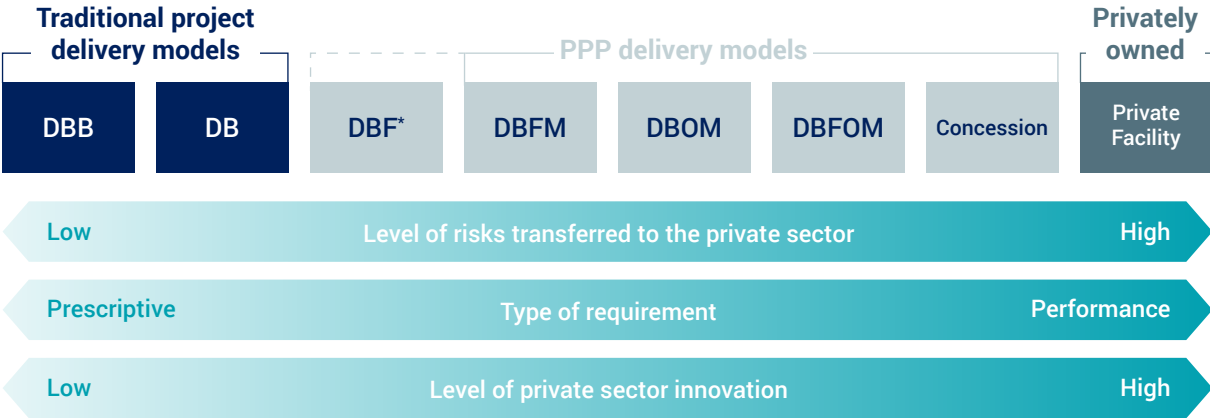 Traditional project
delivery models
PPP delivery models
Privately
owned
DBB
DB
DBF*
DBFM
DBOM
DBFOM
Concession
Private
Facility
Low
Level of risks transferred to the private sector
High
Prescriptive
Type of requirement
Performance
Low
Level of private sector innovation
High